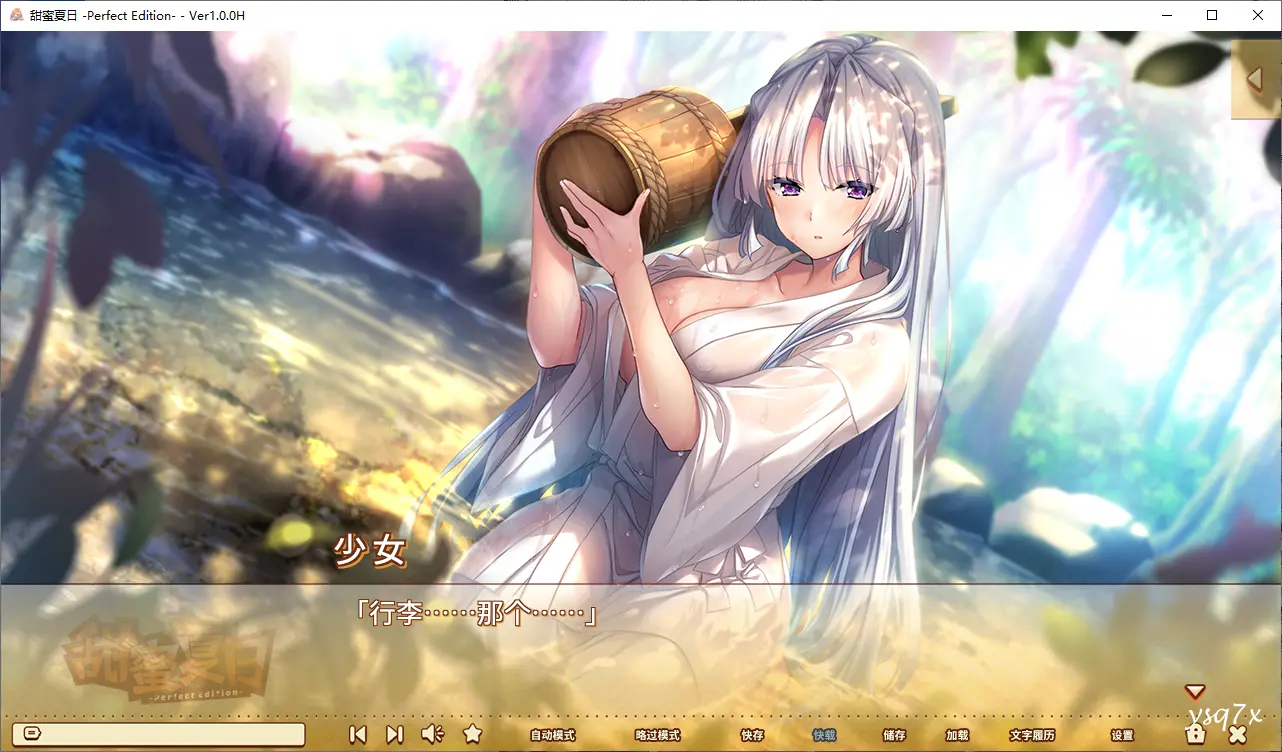 甜蜜夏日 -Perfect Edition- - Ver1.0.0H
少女
「行李……那个……」
甜蜜夏日
-Perfect Edition-
自动模式 略过模式 快存 快载 储存 加载 文字履历 设置
ysq7x